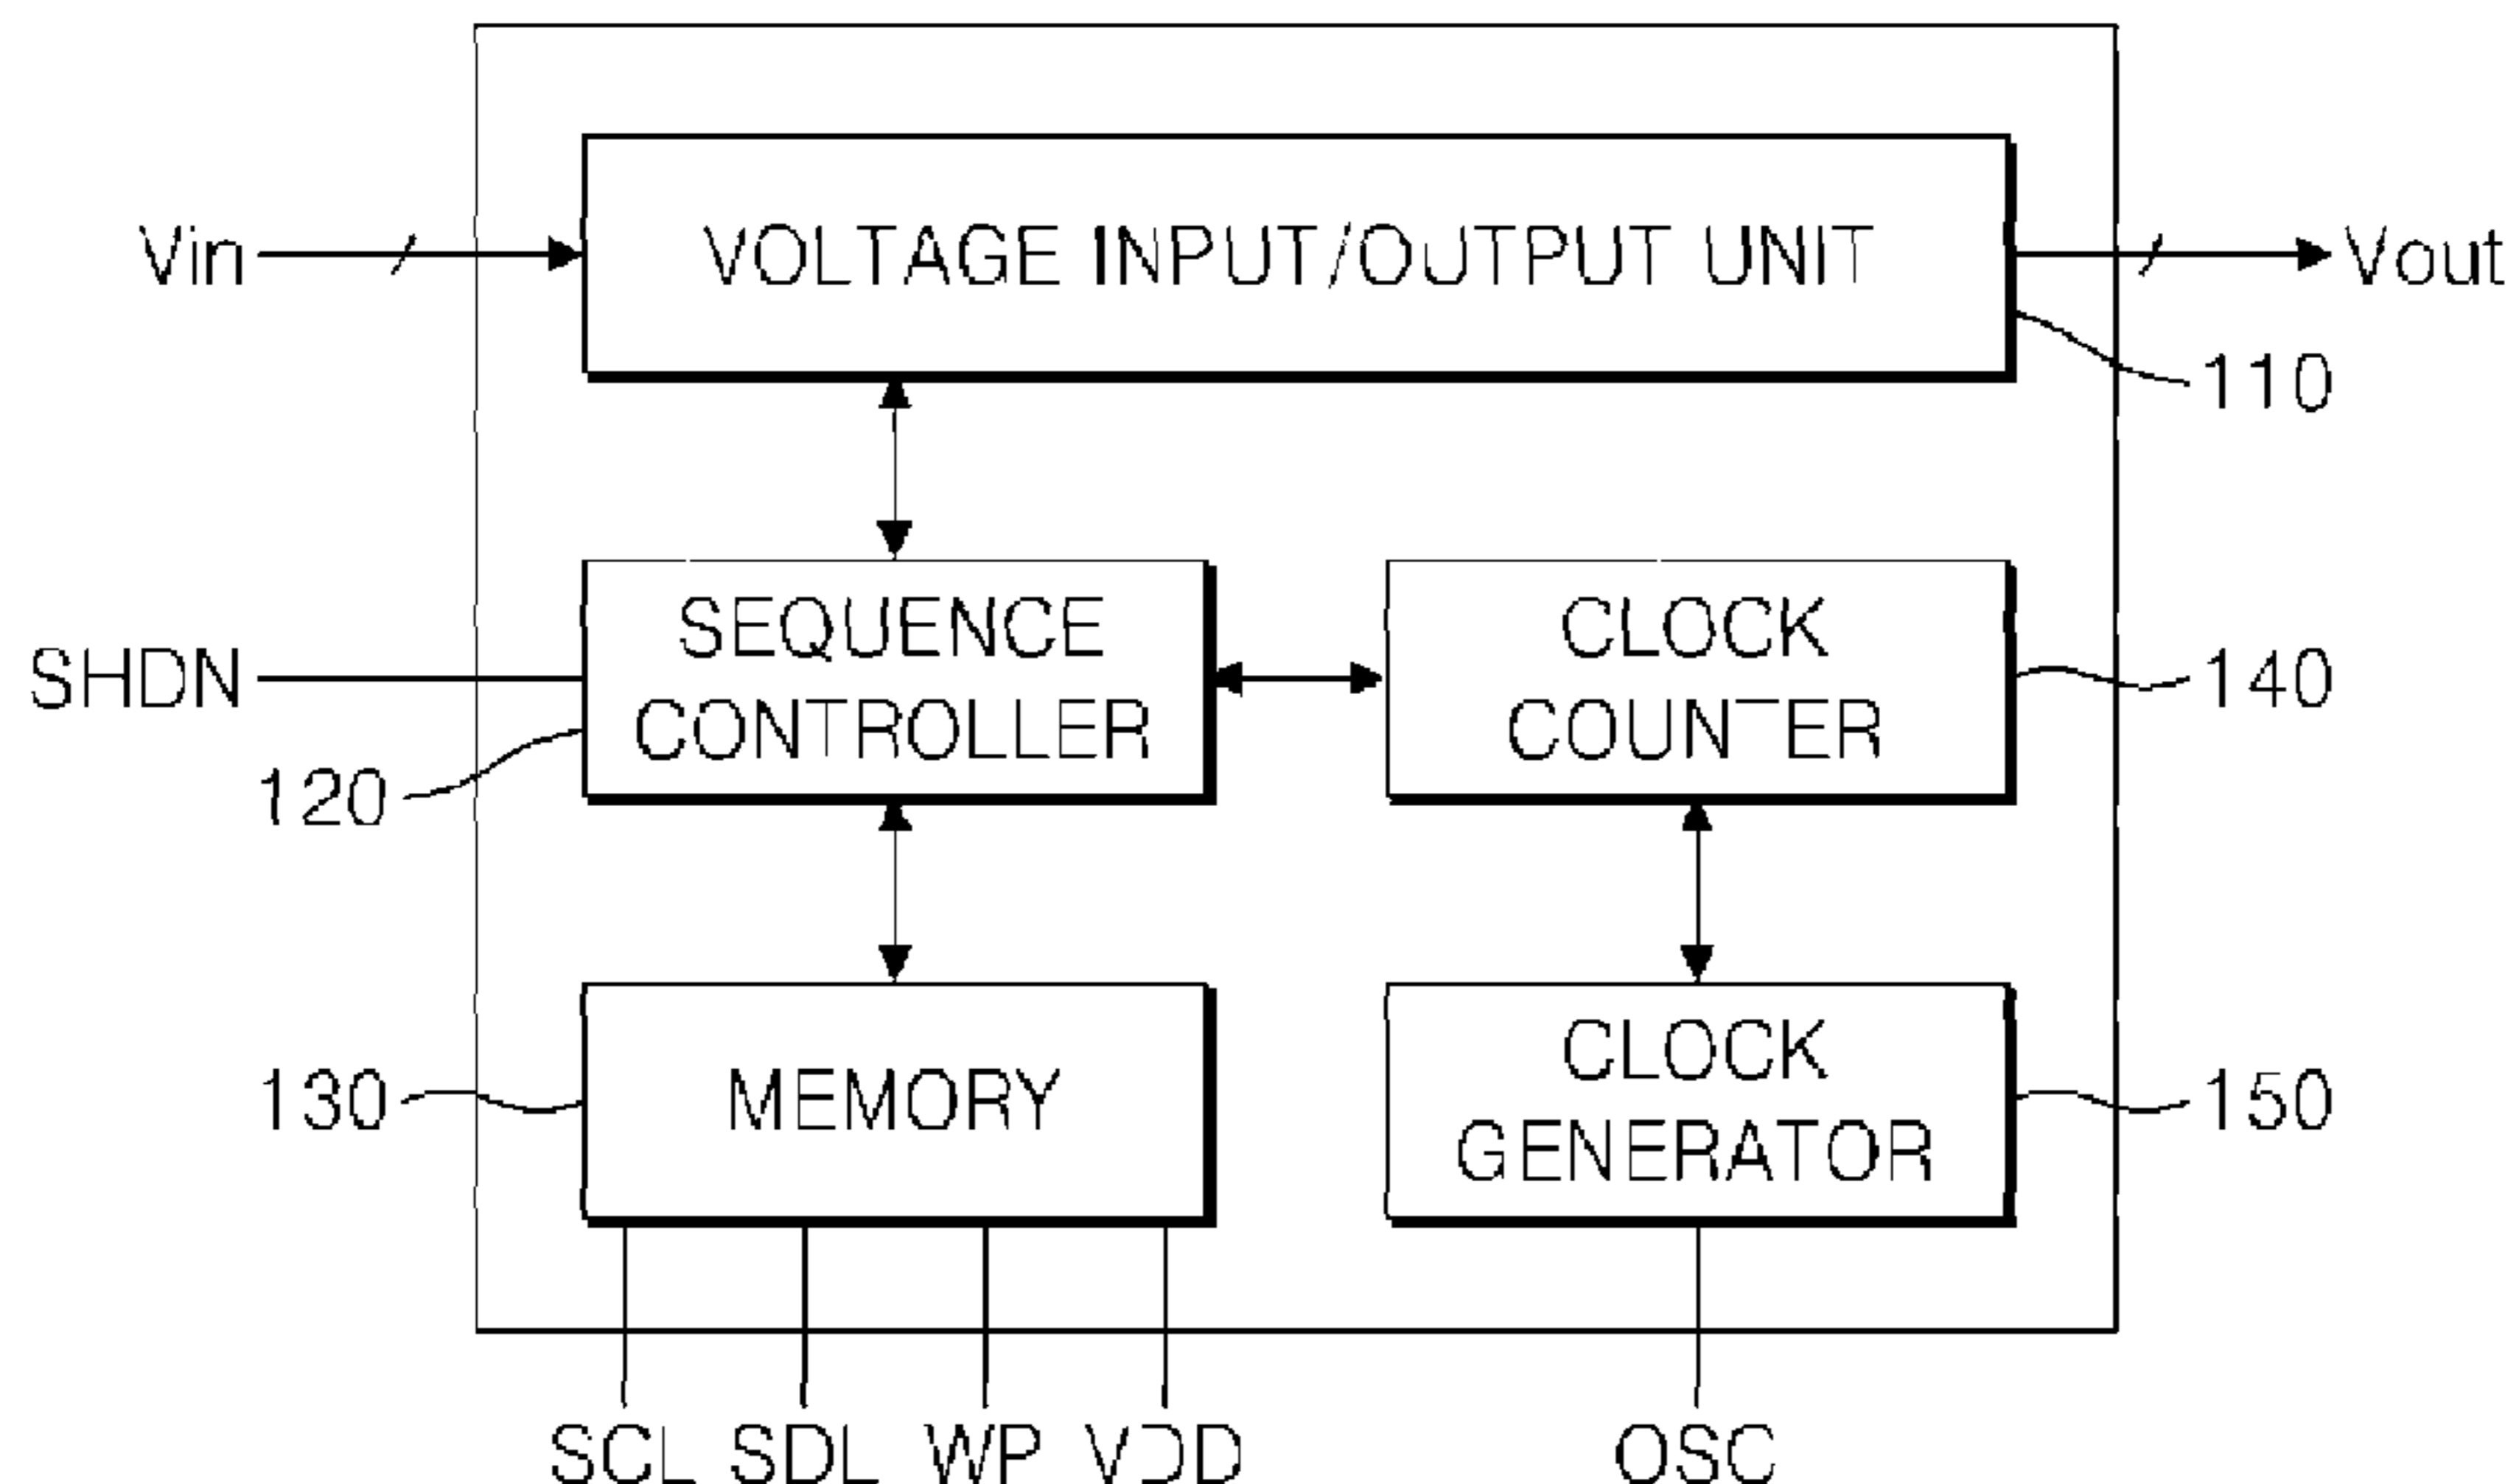 Vin
VOLTAGE INPUT/OUTPUT UNIT
Vout
110
SHDN
SEQUENCE
CONTROLLER
120
CLOCK
COUNTER
140
130
MEMORY
CLOCK
GENERATOR
150
SCL SDL WP VDD
OSC